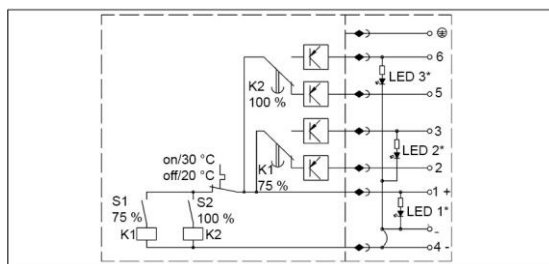 6
LED 3*
K2
100 %
5
3
on/30 °C
LED 2*
off/20 °C
K1
75 %
2
1 +
S1
75 %
S2
100 %
LED 1*
K1
K2
-
4 -